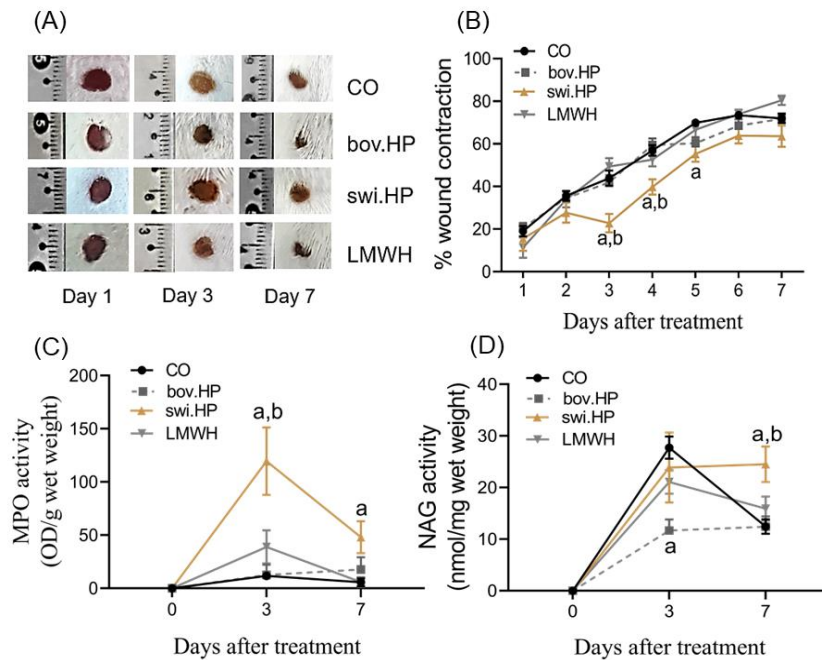 (A)
CO
bov.HP
swi.HP
LMWH
Day 1 Day 3 Day 7
(B)
CO
bov.HP
swi.HP
LMWH
% wound contraction
100
80
60
40
20
0
a,b
a,b
a
1 2 3 4 5 6 7
Days after treatment
(C)
CO
bov.HP
swi.HP
LMWH
MPO activity
(OD/g wet weight)
200
150
100
50
0
a,b
a
0 3 7
Days after treatment
(D)
CO
bov.HP
swi.HP
LMWH
NAG activity
(nmol/mg wet weight)
40
30
20
10
0
a,b
a
0 3 7
Days after treatment